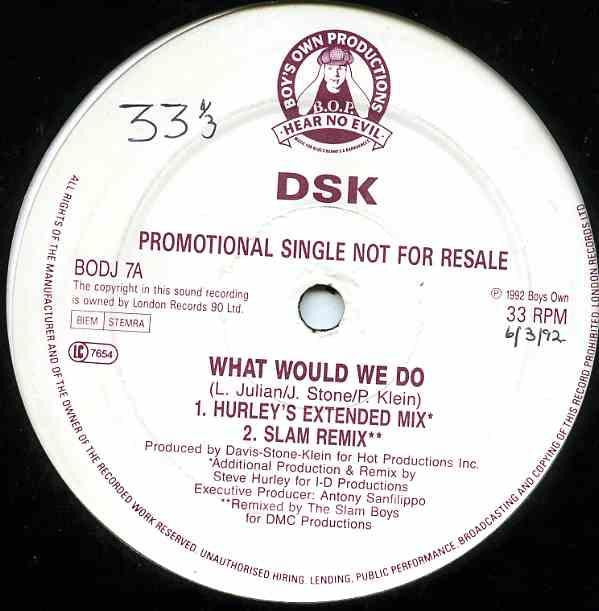 BOY'S OWN PRODUCTIONS
B.O.P.
HEAR NO EVIL
33 1/3
DSK
PROMOTIONAL SINGLE NOT FOR RESALE
BODJ 7A
The copyright in this sound recording
is owned by London Records 90 Ltd.
BIEM STEMRA
LC 7654
℗ 1992 Boys Own
33 RPM
6/3/92
WHAT WOULD WE DO
(L. Julian/J. Stone/P. Klein)
1. HURLEY'S EXTENDED MIX*
2. SLAM REMIX**
Produced by Davis-Stone-Klein for Hot Productions Inc.
*Additional Production & Remix by
Steve Hurley for I-D Productions
Executive Producer: Antony Sanfilippo
**Remixed by The Slam Boys
for DMC Productions
ALL RIGHTS OF THE MANUFACTURER AND OF THE OWNER OF THE RECORDED WORK RESERVED. UNAUTHORISED HIRING. LENDING, PUBLIC PERFORMANCE, BROADCASTING AND COPYING OF THIS RECORD PROHIBITED. LONDON RECORDS LTD.